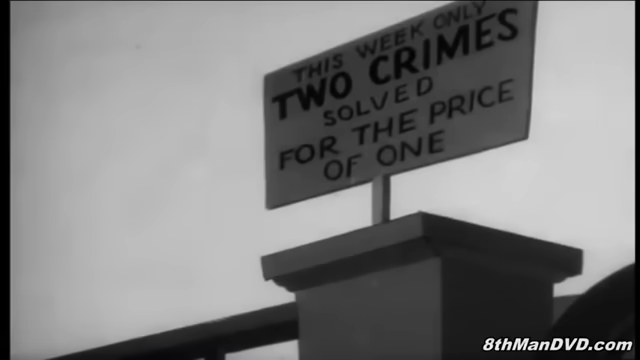 THIS WEEK ONLY
TWO CRIMES
SOLVED
FOR THE PRICE
OF ONE
8thManDVD.com